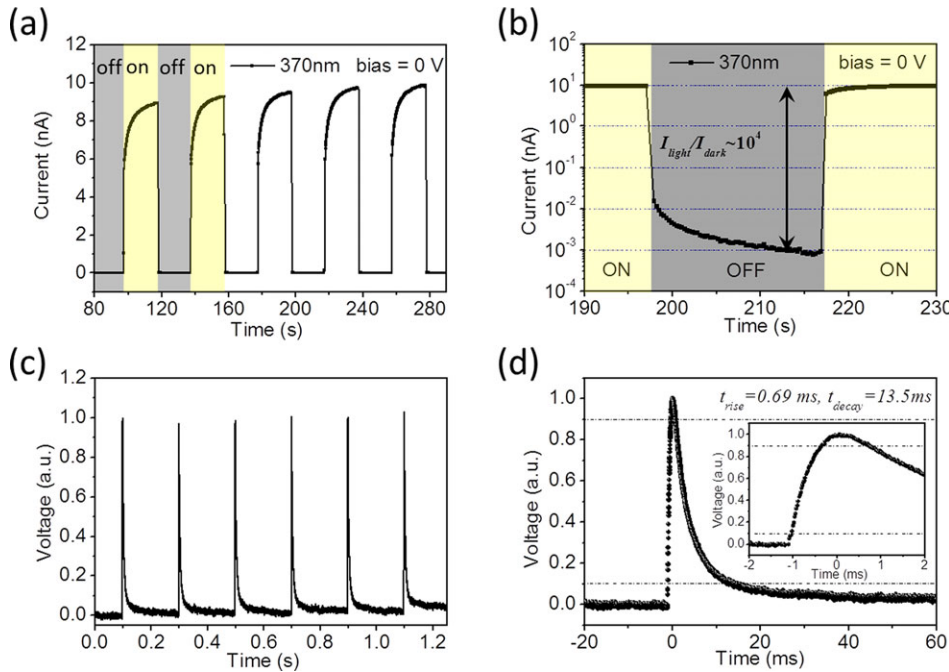 (a)
12
10
8
6
4
2
0
Current (nA)
off on off on
370nm bias = 0 V
80 120 160 200 240 280
Time (s)
(b)
10²
10¹
10⁰
10⁻¹
10⁻²
10⁻³
10⁻⁴
Current (nA)
370nm bias = 0 V
I_light/I_dark~10⁴
ON OFF ON
190 200 210 220 230
Time (s)
(c)
1.2
1.0
0.8
0.6
0.4
0.2
0.0
Voltage (a.u.)
0.0 0.2 0.4 0.6 0.8 1.0 1.2
Time (s)
(d)
1.0
0.8
0.6
0.4
0.2
0.0
Voltage (a.u.)
t_rise=0.69 ms, t_decay=13.5ms
1.0
0.8
0.6
0.4
0.2
0.0
Voltage (a.u.)
-2 -1 0 1 2
Time (ms)
-20 0 20 40 60
Time (ms)